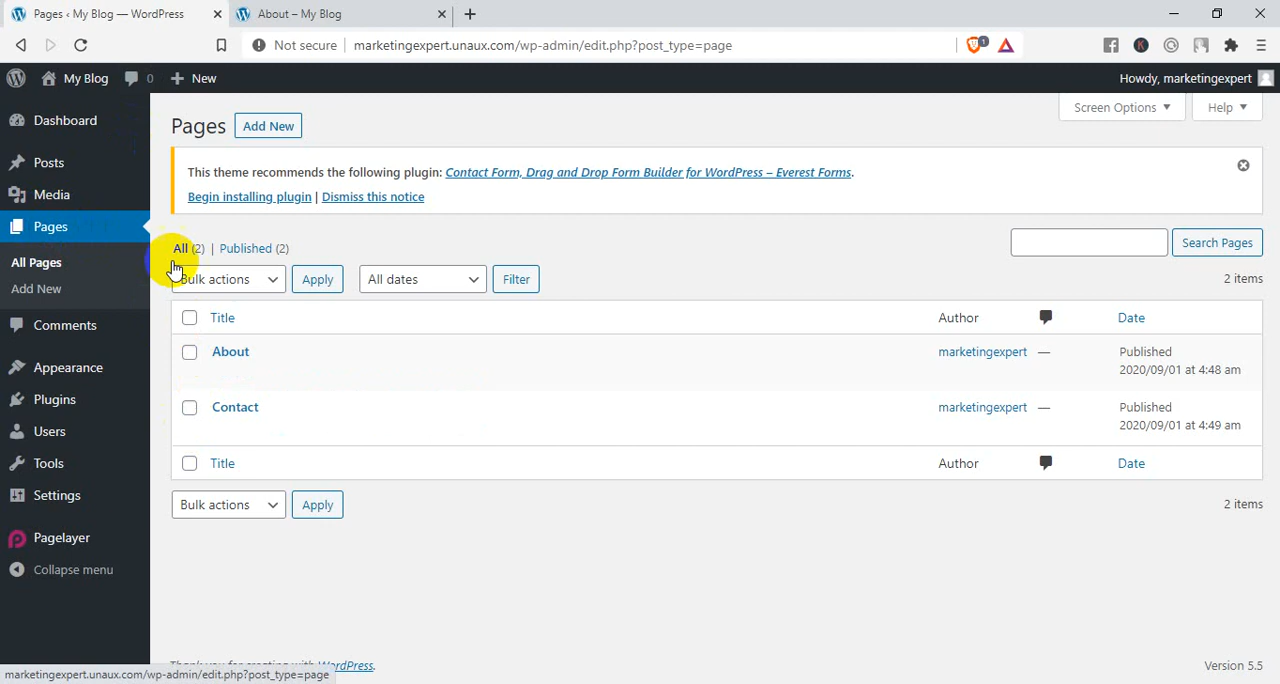 Pages < My Blog — WordPress
About – My Blog
Not secure
marketingexpert.unaux.com/wp-admin/edit.php?post_type=page
1
K
My Blog
0
New
Howdy, marketingexpert
Dashboard
Posts
Media
Pages
All Pages
Add New
Comments
Appearance
Plugins
Users
Tools
Settings
Pagelayer
Collapse menu
Screen Options
Help
Pages
Add New
This theme recommends the following plugin: Contact Form, Drag and Drop Form Builder for WordPress – Everest Forms.
Begin installing plugin | Dismiss this notice
All (2) | Published (2)
Search Pages
Bulk actions
Apply
All dates
Filter
2 items
Title
Author
Date
About
marketingexpert
—
Published
2020/09/01 at 4:48 am
Contact
marketingexpert
—
Published
2020/09/01 at 4:49 am
Title
Author
Date
Bulk actions
Apply
2 items
Thank you for creating with WordPress.
Version 5.5
marketingexpert.unaux.com/wp-admin/edit.php?post_type=page